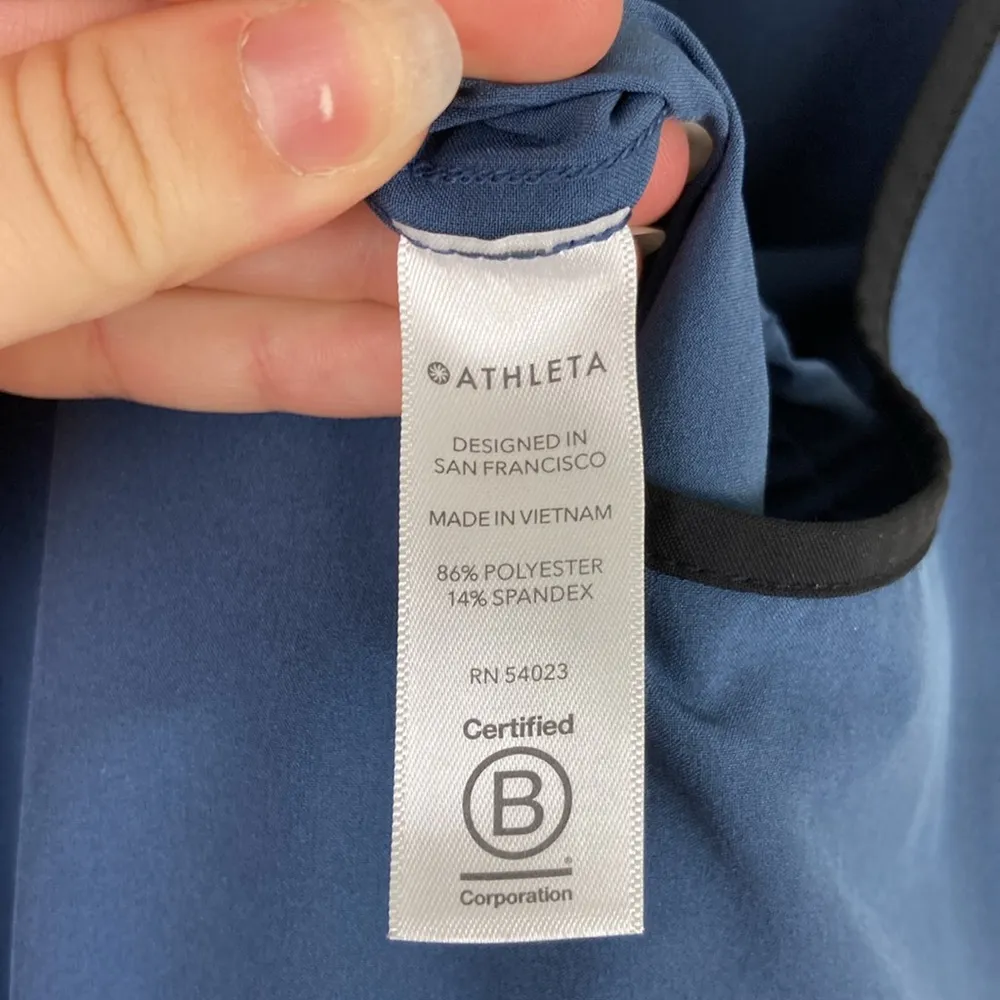 ATHLETA
DESIGNED IN
SAN FRANCISCO
MADE IN VIETNAM
86% POLYESTER
14% SPANDEX
RN 54023
Certified
B
®
Corporation